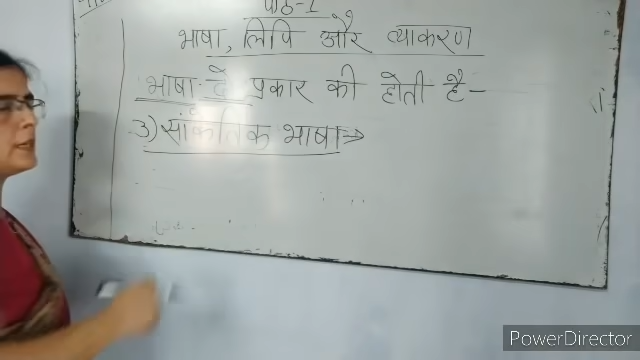 पाठ-1
भाषा, लिपि और व्याकरण
भाषा दो प्रकार की होती है-
3) सांकेतिक भाषा⇒
PowerDirector